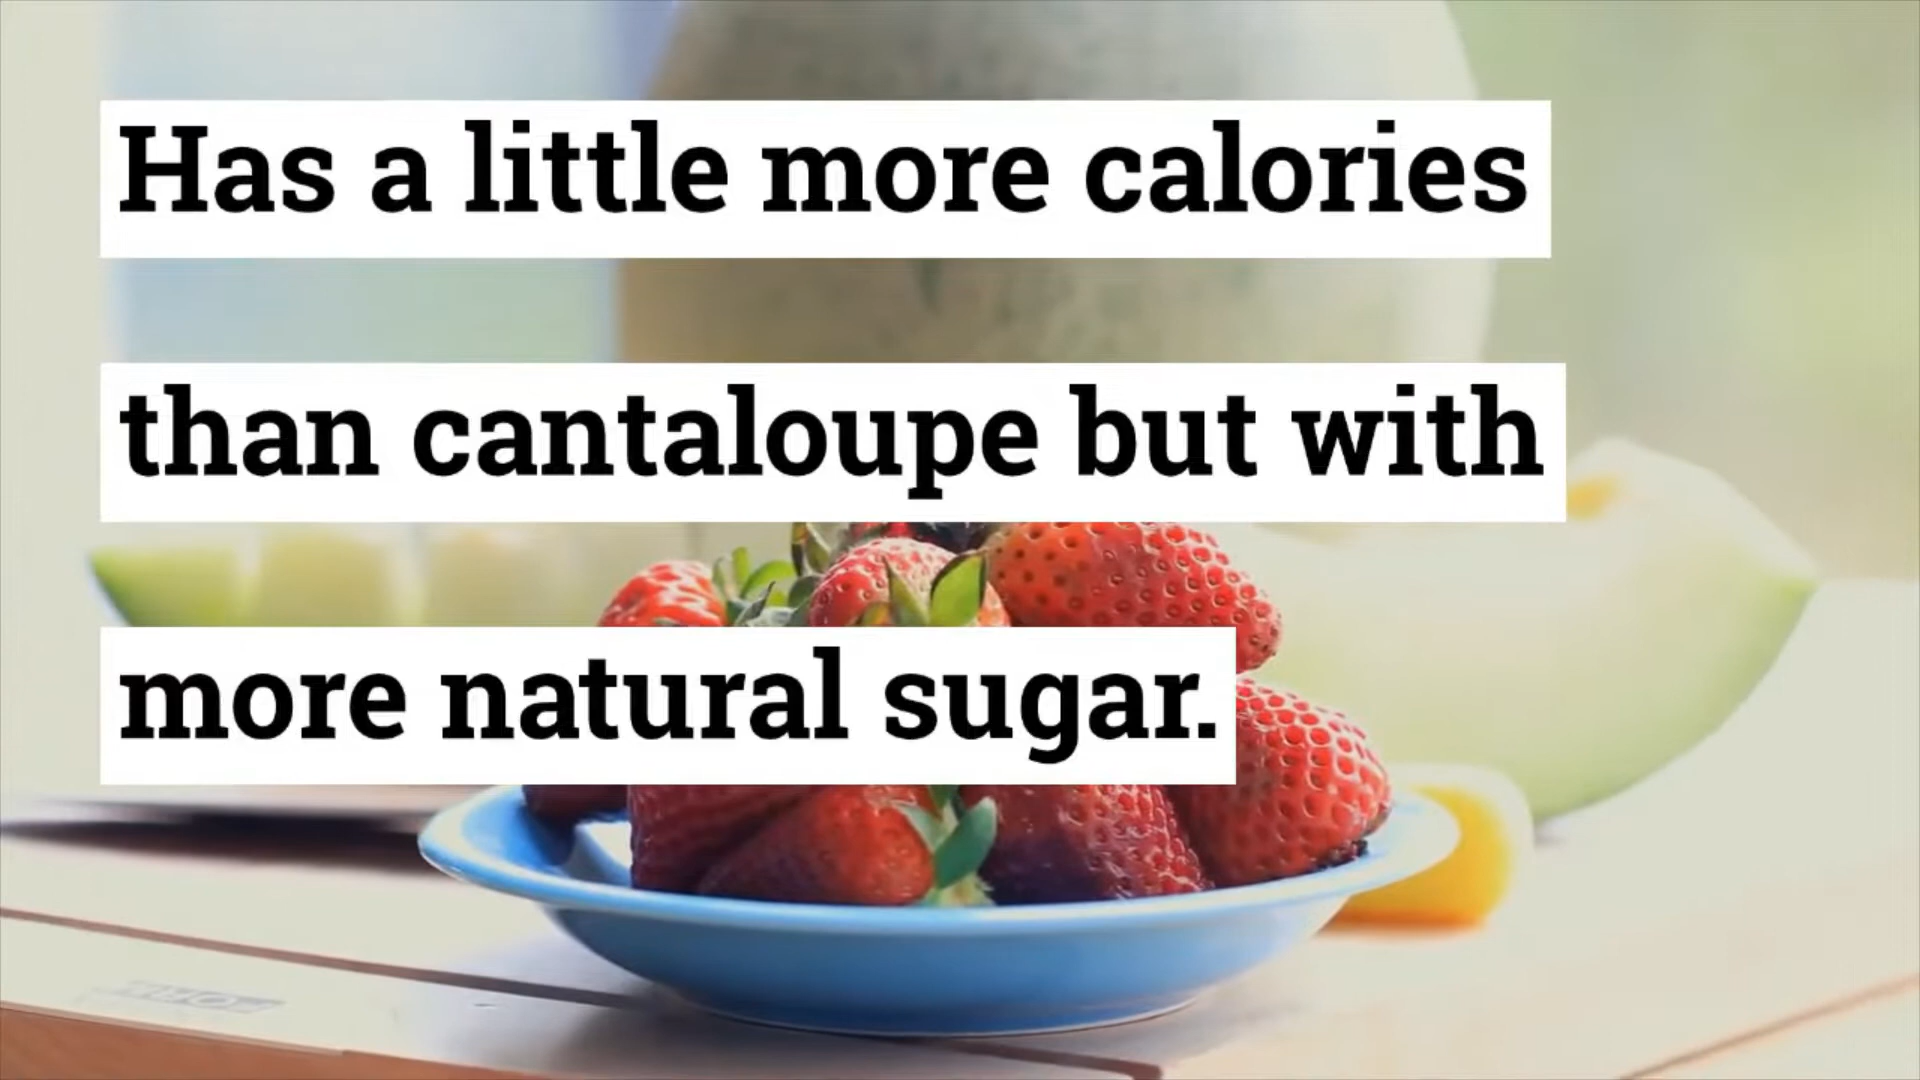 Has a little more calories
than cantaloupe but with
more natural sugar.